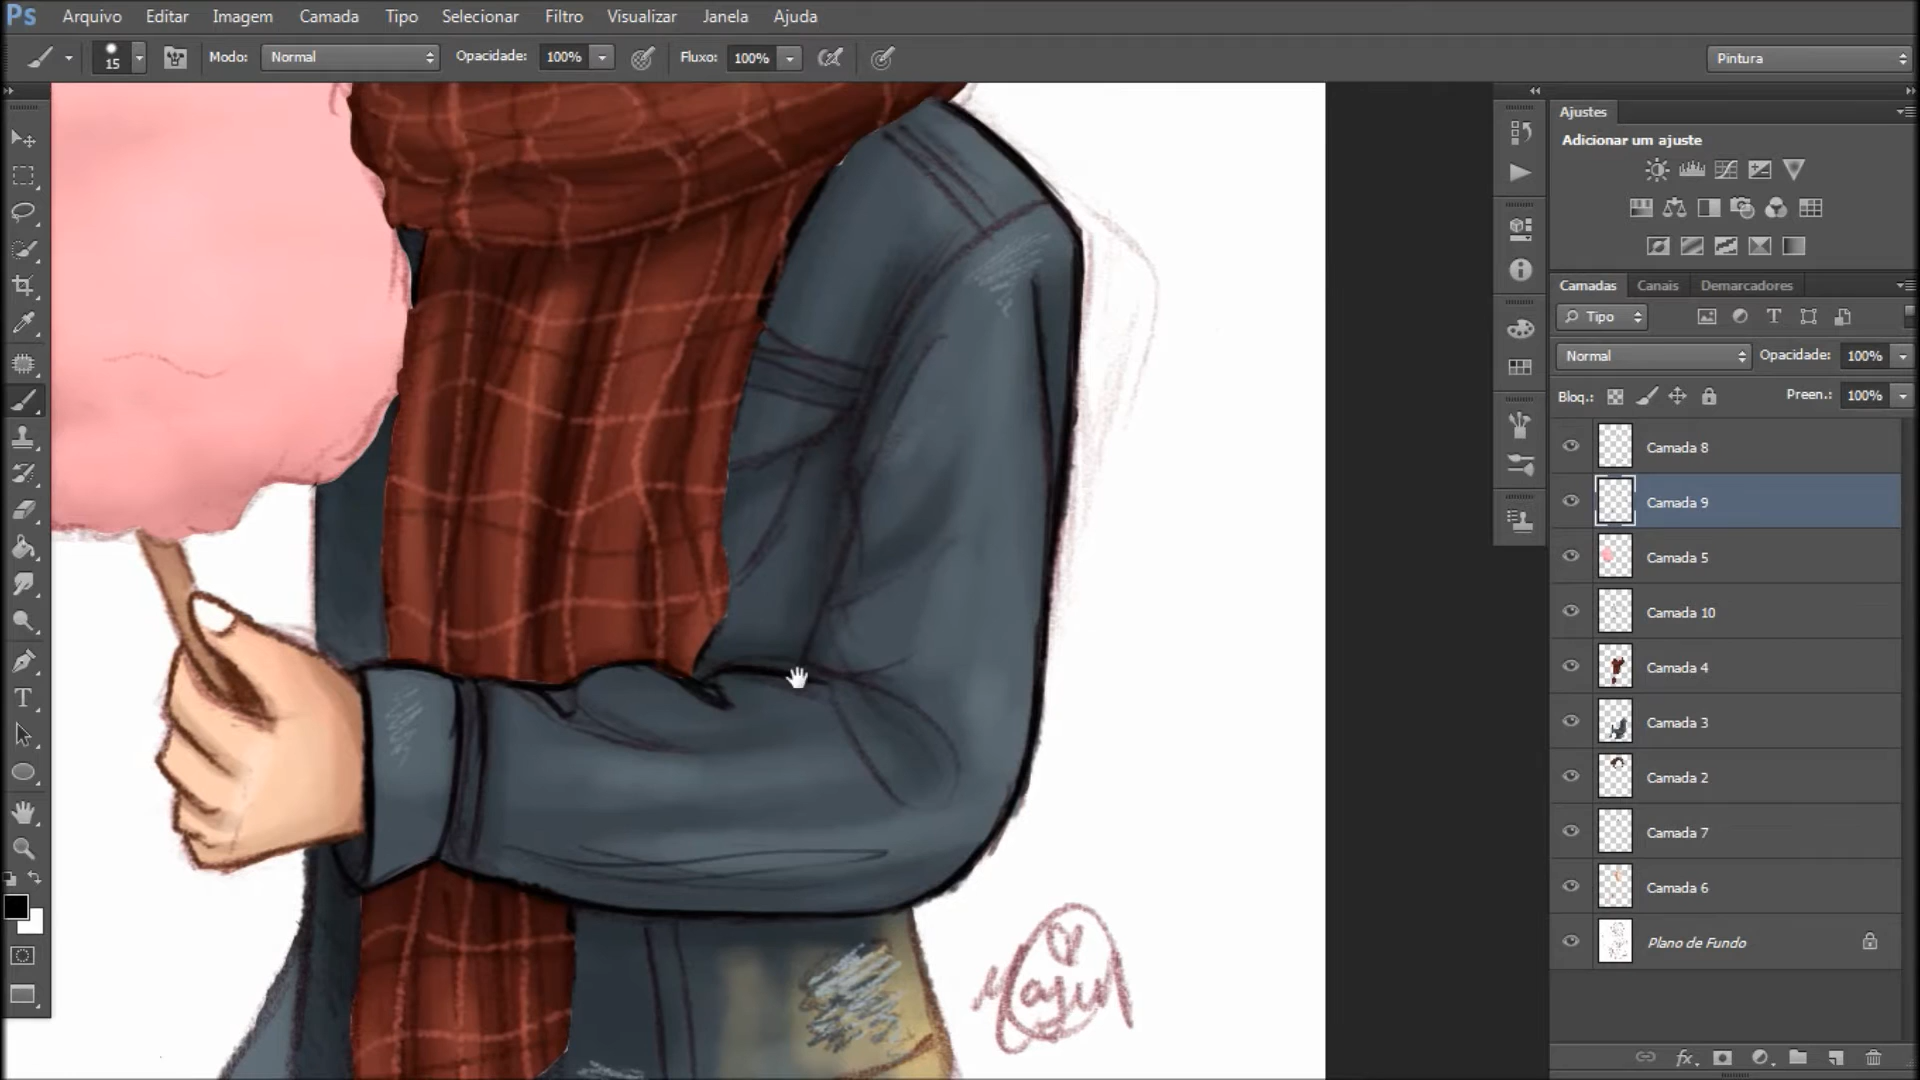 Ps Arquivo Editar Imagem Camada Tipo Selecionar Filtro Visualizar Janela Ajuda
15 Modo: Normal Opacidade: 100% Fluxo: 100% Pintura
Ajustes
Adicionar um ajuste
Camadas Canais Demarcadores
Tipo
Normal Opacidade: 100%
Bloq.: Preen.: 100%
Camada 8
Camada 9
Camada 5
Camada 10
Camada 4
Camada 3
Camada 2
Camada 7
Camada 6
Plano de Fundo
fx